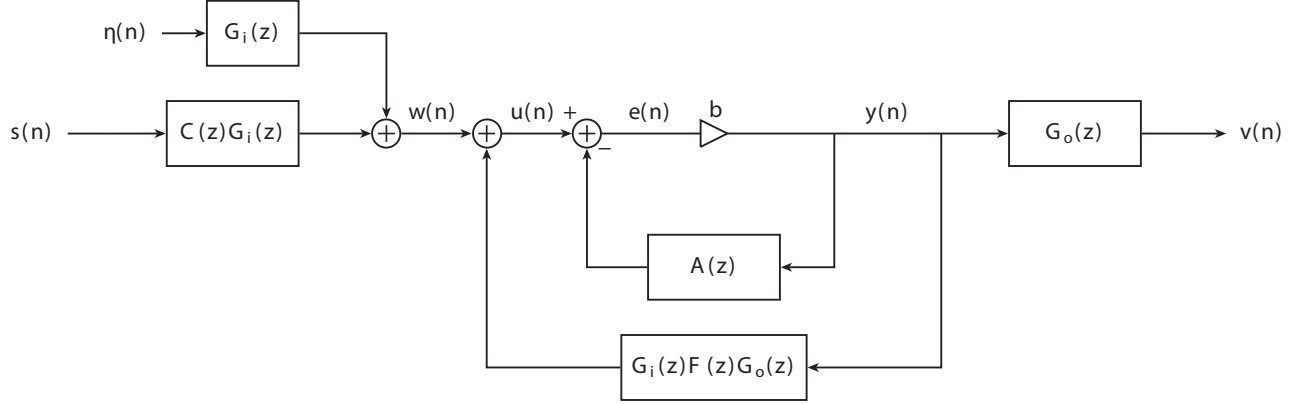 η(n)
G_i(z)
s(n)
C(z)G_i(z)
+
w(n)
+
u(n)
+
+
−
e(n)
b
y(n)
G_o(z)
v(n)
A(z)
G_i(z)F(z)G_o(z)